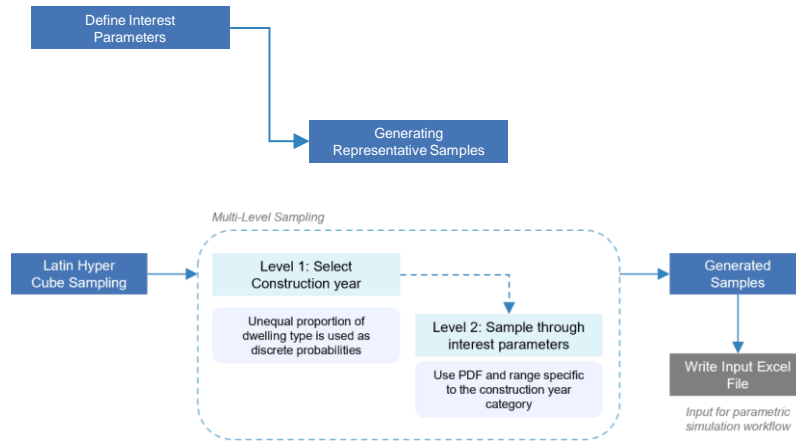 Define Interest
Parameters
Generating
Representative Samples
Multi-Level Sampling
Latin Hyper
Cube Sampling
Level 1: Select
Construction year
Unequal proportion of
dwelling type is used as
discrete probabilities
Level 2: Sample through
interest parameters
Use PDF and range specific
to the construction year
category
Generated
Samples
Write Input Excel
File
Input for parametric
simulation workflow